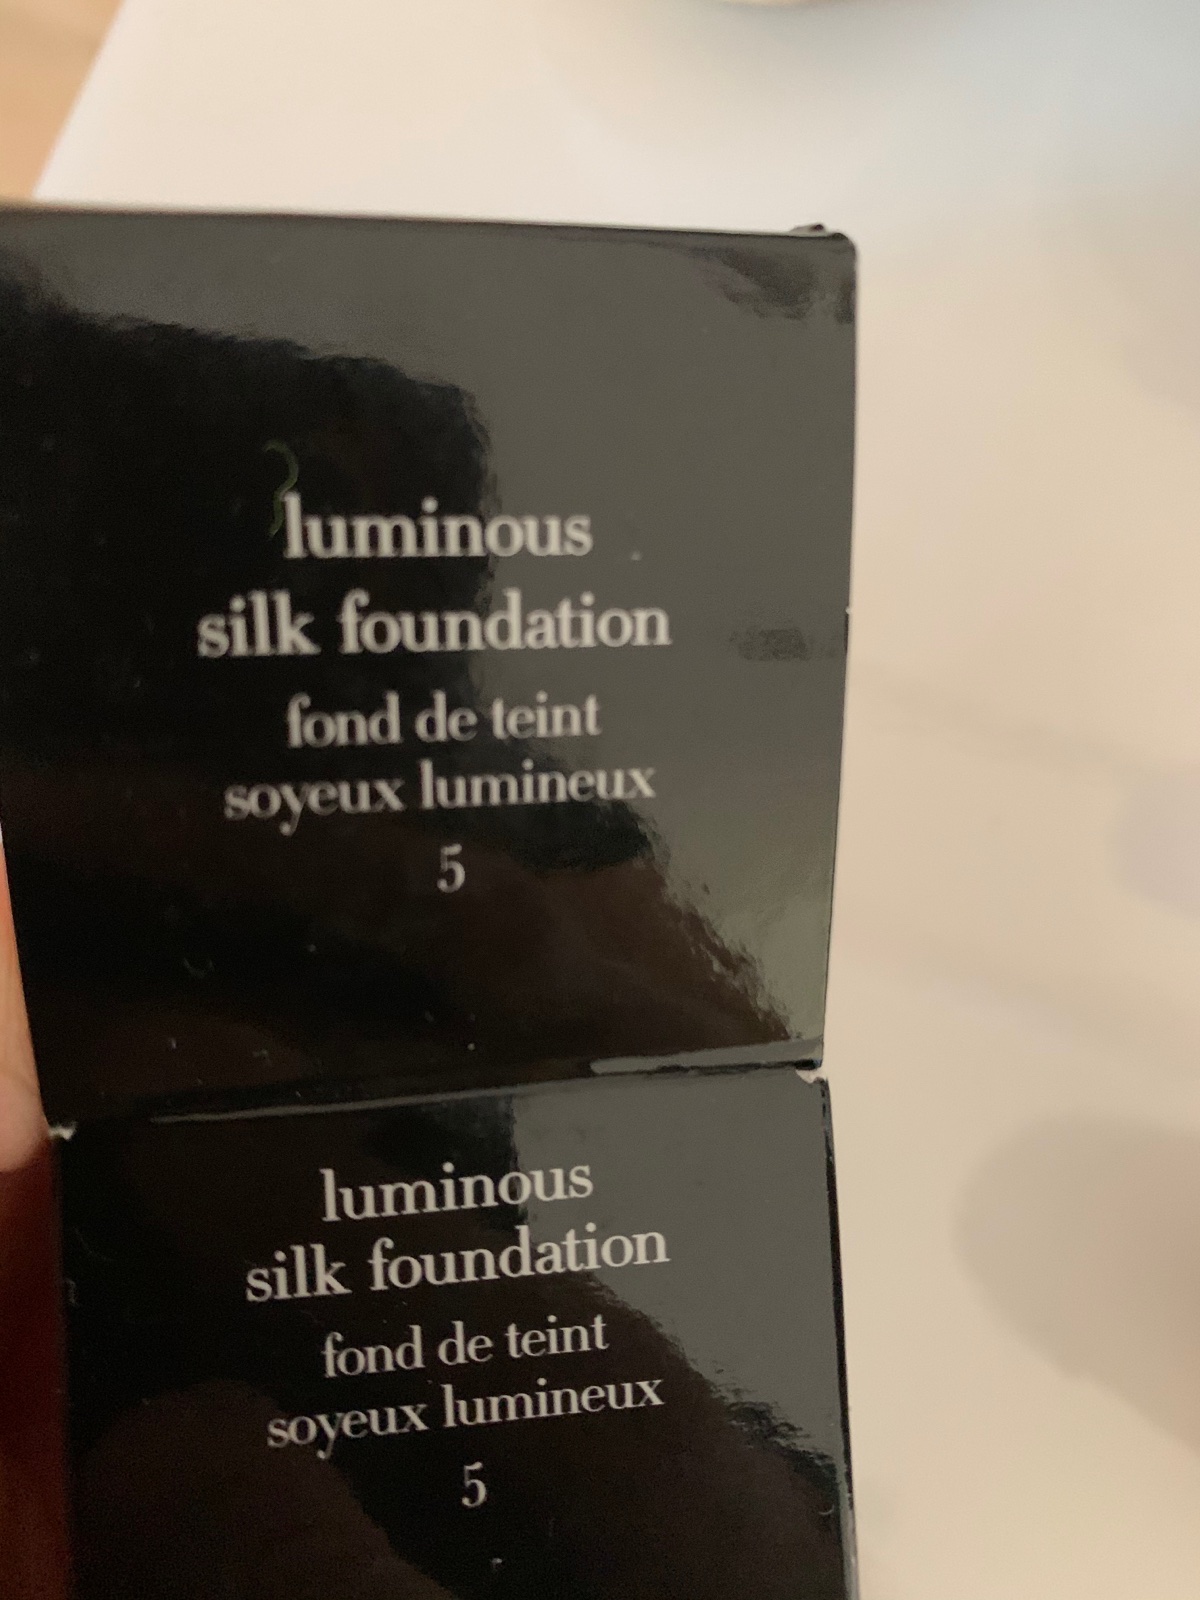 luminous
silk foundation
fond de teint
soyeux lumineux
5
luminous
silk foundation
fond de teint
soyeux lumineux
5